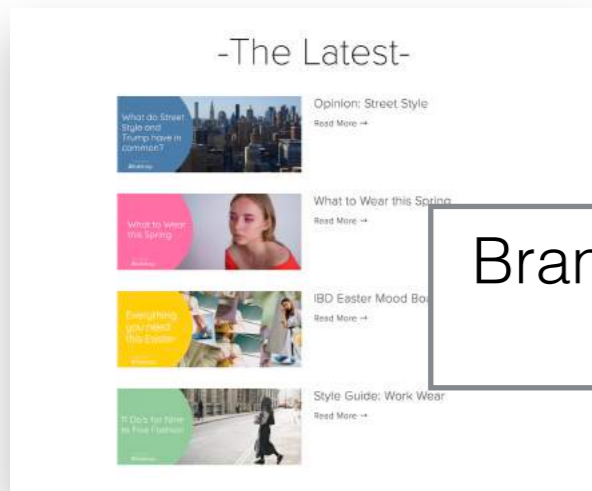 -The Latest-
What do Street
Style and
Trump have in
common?
Opinion: Street Style
Read More →
What to Wear
this Spring
What to Wear this Spring
Read More →
Everything
you need
this Easter
IBD Easter Mood Bo
Read More →
11 Do's for Nine
to Five Fashion
Style Guide: Work Wear
Read More →
Bran